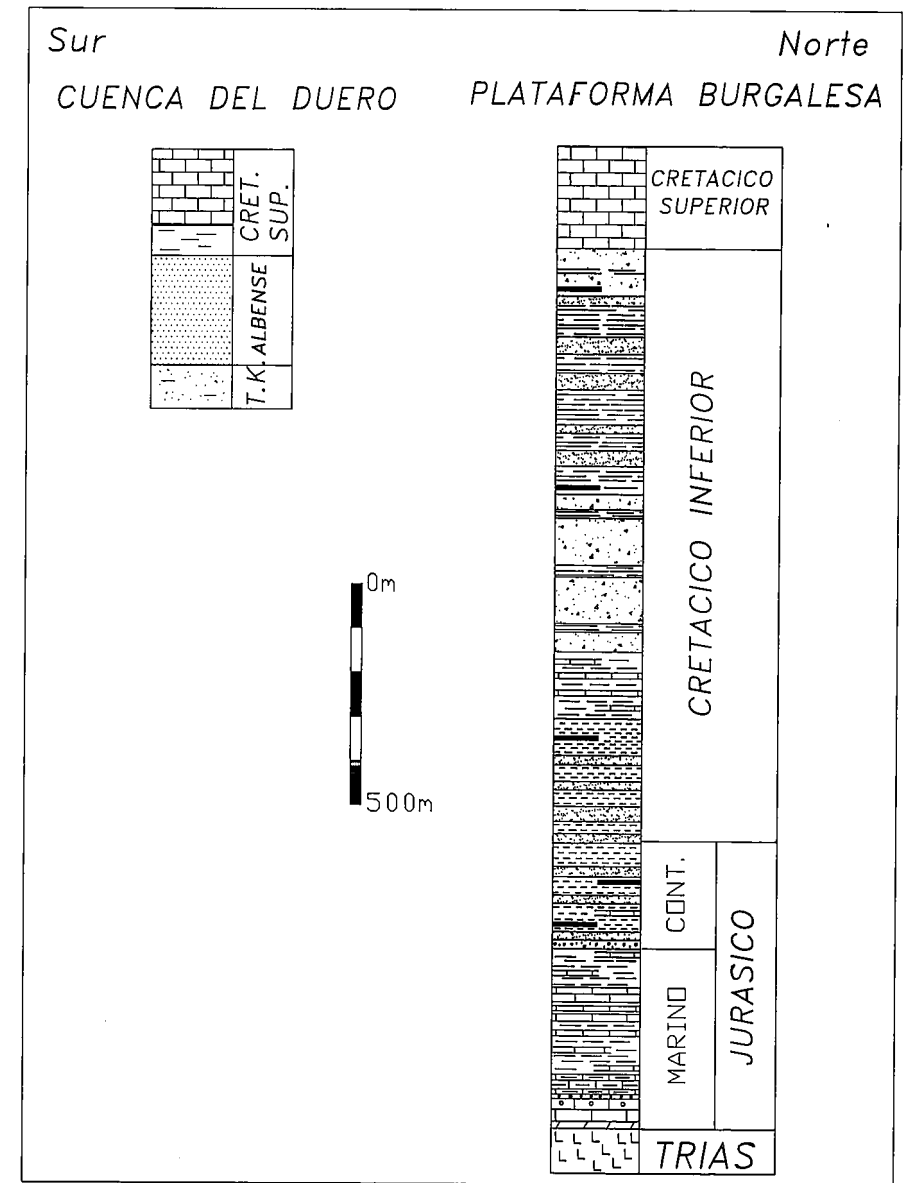 Sur
Norte
CUENCA DEL DUERO
PLATAFORMA BURGALESA
CRET.
SUP.
ALBENSE
T.K.
CRETACICO
SUPERIOR
CRETACICO INFERIOR
0m
500m
CONT.
MARINO
JURASICO
TRIAS